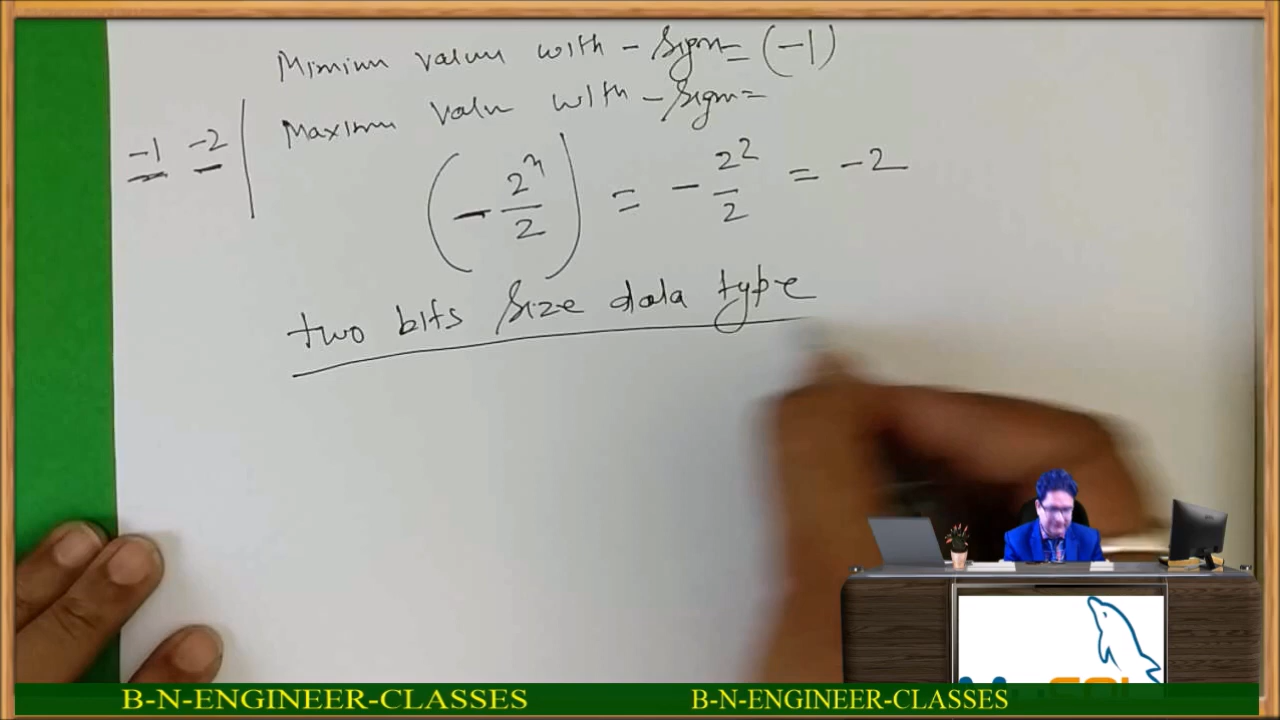 Minimum value with - Sign = (-1)
Maximum value with - Sign =
-1 -2
(- 2^n / 2) = - 2^2 / 2 = -2
two bits size data type
B-N-ENGINEER-CLASSES B-N-ENGINEER-CLASSES